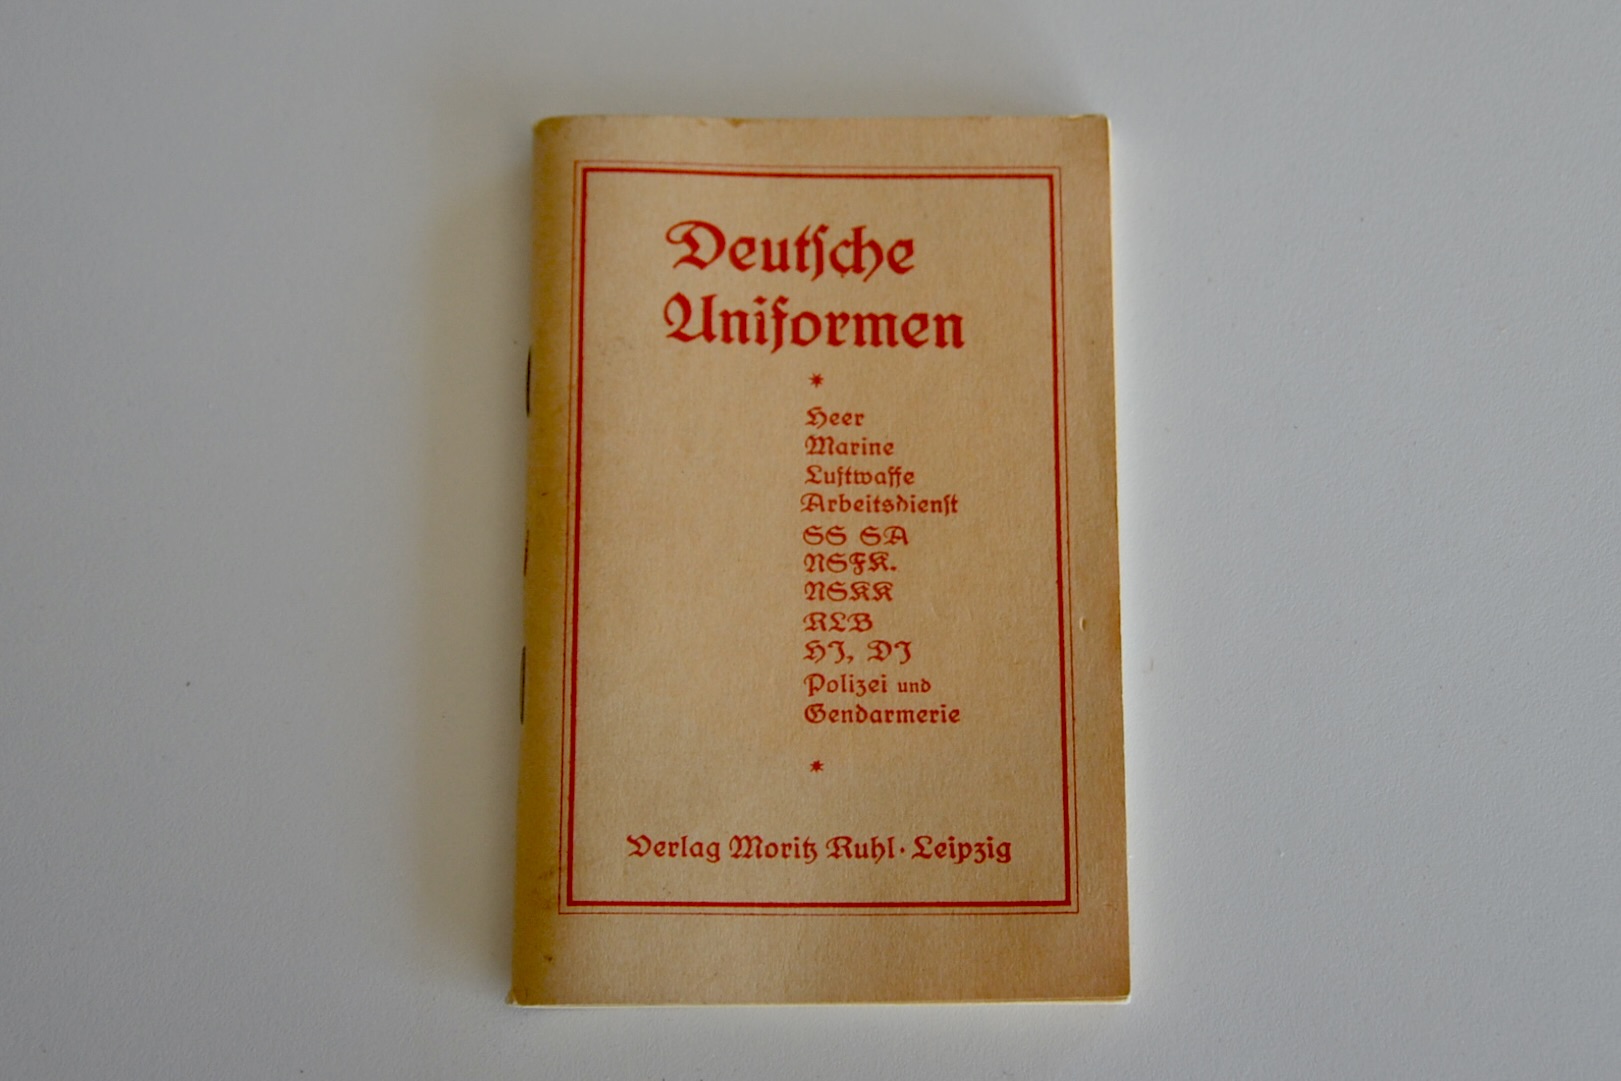 Deutſche
Uniformen
*
Heer
Marine
Luftwaffe
Arbeitsdienſt
SS SA
NSFK.
NSKK
RLB
HJ, DJ
Polizei und
Gendarmerie
*
Verlag Moritz Ruhl · Leipzig